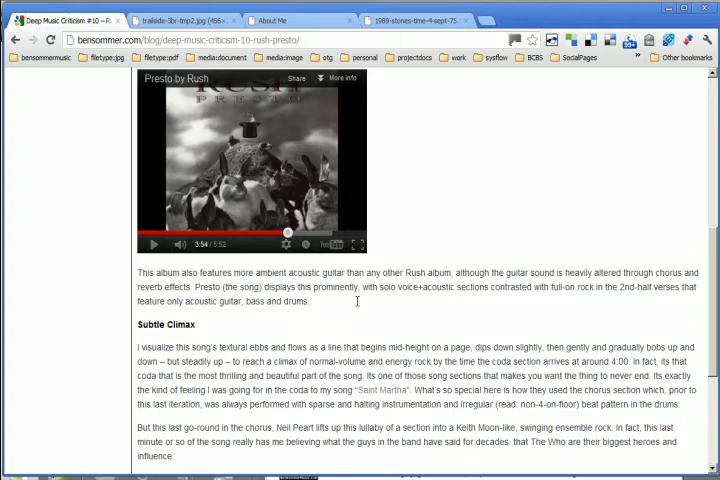 Deep Music Criticism #10 – R
trailside-3br-tmp2.jpg (456×
About Me
1989-stones-time-4-sept-75.
bensommer.com/blog/deep-music-criticism-10-rush-presto/
99+
bensommermusic
filetype:jpg
filetype:pdf
media:document
media:image
otg
personal
projectdocs
work
sysflow
BCBS
SocialPages
»
Other bookmarks
Presto by Rush
Share
More info
RUSH
PRESTO
3:54 / 5:52
YouTube
This album also features more ambient acoustic guitar than any other Rush album, although the guitar sound is heavily altered through chorus and
reverb effects. Presto (the song) displays this prominently, with solo voice+acoustic sections contrasted with full-on rock in the 2nd-half verses that
feature only acoustic guitar, bass and drums.
Subtle Climax
I visualize this song's textural ebbs and flows as a line that begins mid-height on a page, dips down slightly, then gently and gradually bobs up and
down – but steadily up – to reach a climax of normal-volume and energy rock by the time the coda section arrives at around 4:00. In fact, its that
coda that is the most thrilling and beautiful part of the song. Its one of those song sections that makes you want the thing to never end. Its exactly
the kind of feeling I was going for in the coda to my song "Saint Martha". What's so special here is how they used the chorus section which, prior to
this last iteration, was always performed with sparse and halting instrumentation and irregular (read: non-4-on-floor) beat pattern in the drums.
But this last go-round in the chorus, Neil Peart lifts up this lullaby of a section into a Keith Moon-like, swinging ensemble rock. In fact, this last
minute or so of the song really has me believing what the guys in the band have said for decades: that The Who are their biggest heroes and
influence.